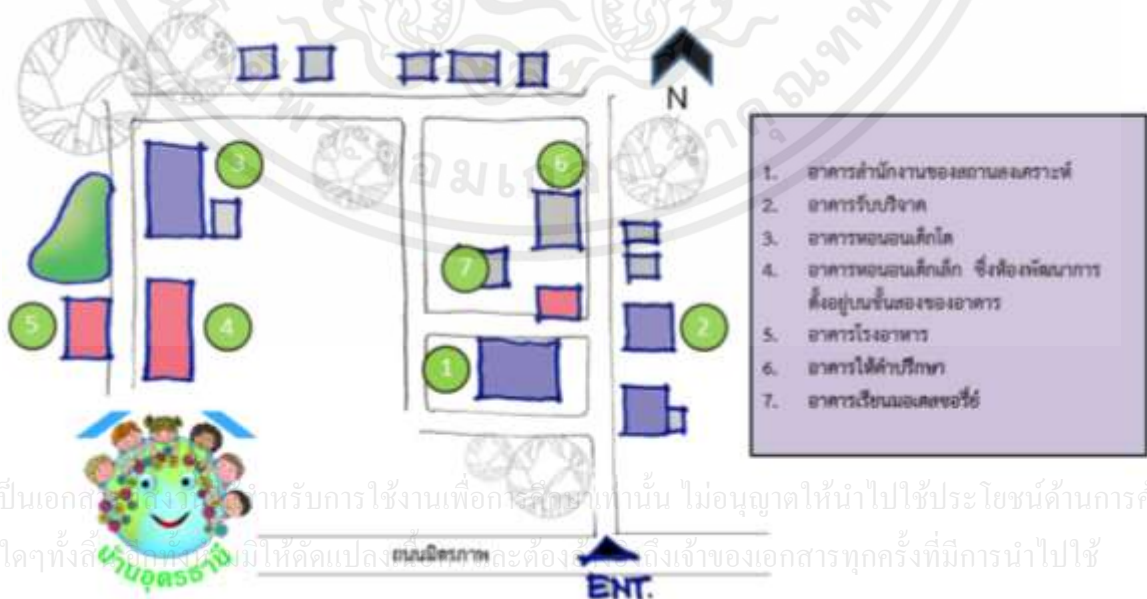 N
3
6
7
5
4
1
2
1. อาคารสำนักงานของสถานสงเคราะห์
2. อาคารรับบริจาค
3. อาคารหอนอนเด็กโต
4. อาคารหอนอนเด็กเล็ก ซึ่งห้องพัฒนาการ
ตั้งอยู่บนชั้นสองของอาคาร
5. อาคารโรงอาหาร
6. อาคารให้คำปรึกษา
7. อาคารเรียนมอเตสซอรี่ย์
บ้านอุดรธานี
ถนนมิตรภาพ
ENT.
สำหรับการใช้งานเพื่อการศึกษาเท่านั้น ไม่อนุญาตให้นำไปใช้ประโยชน์ด้านการค้า
มิให้ดัดแปลงเนื้อหา และต้องอ้างอิงถึงเจ้าของเอกสารทุกครั้งที่มีการนำไปใช้